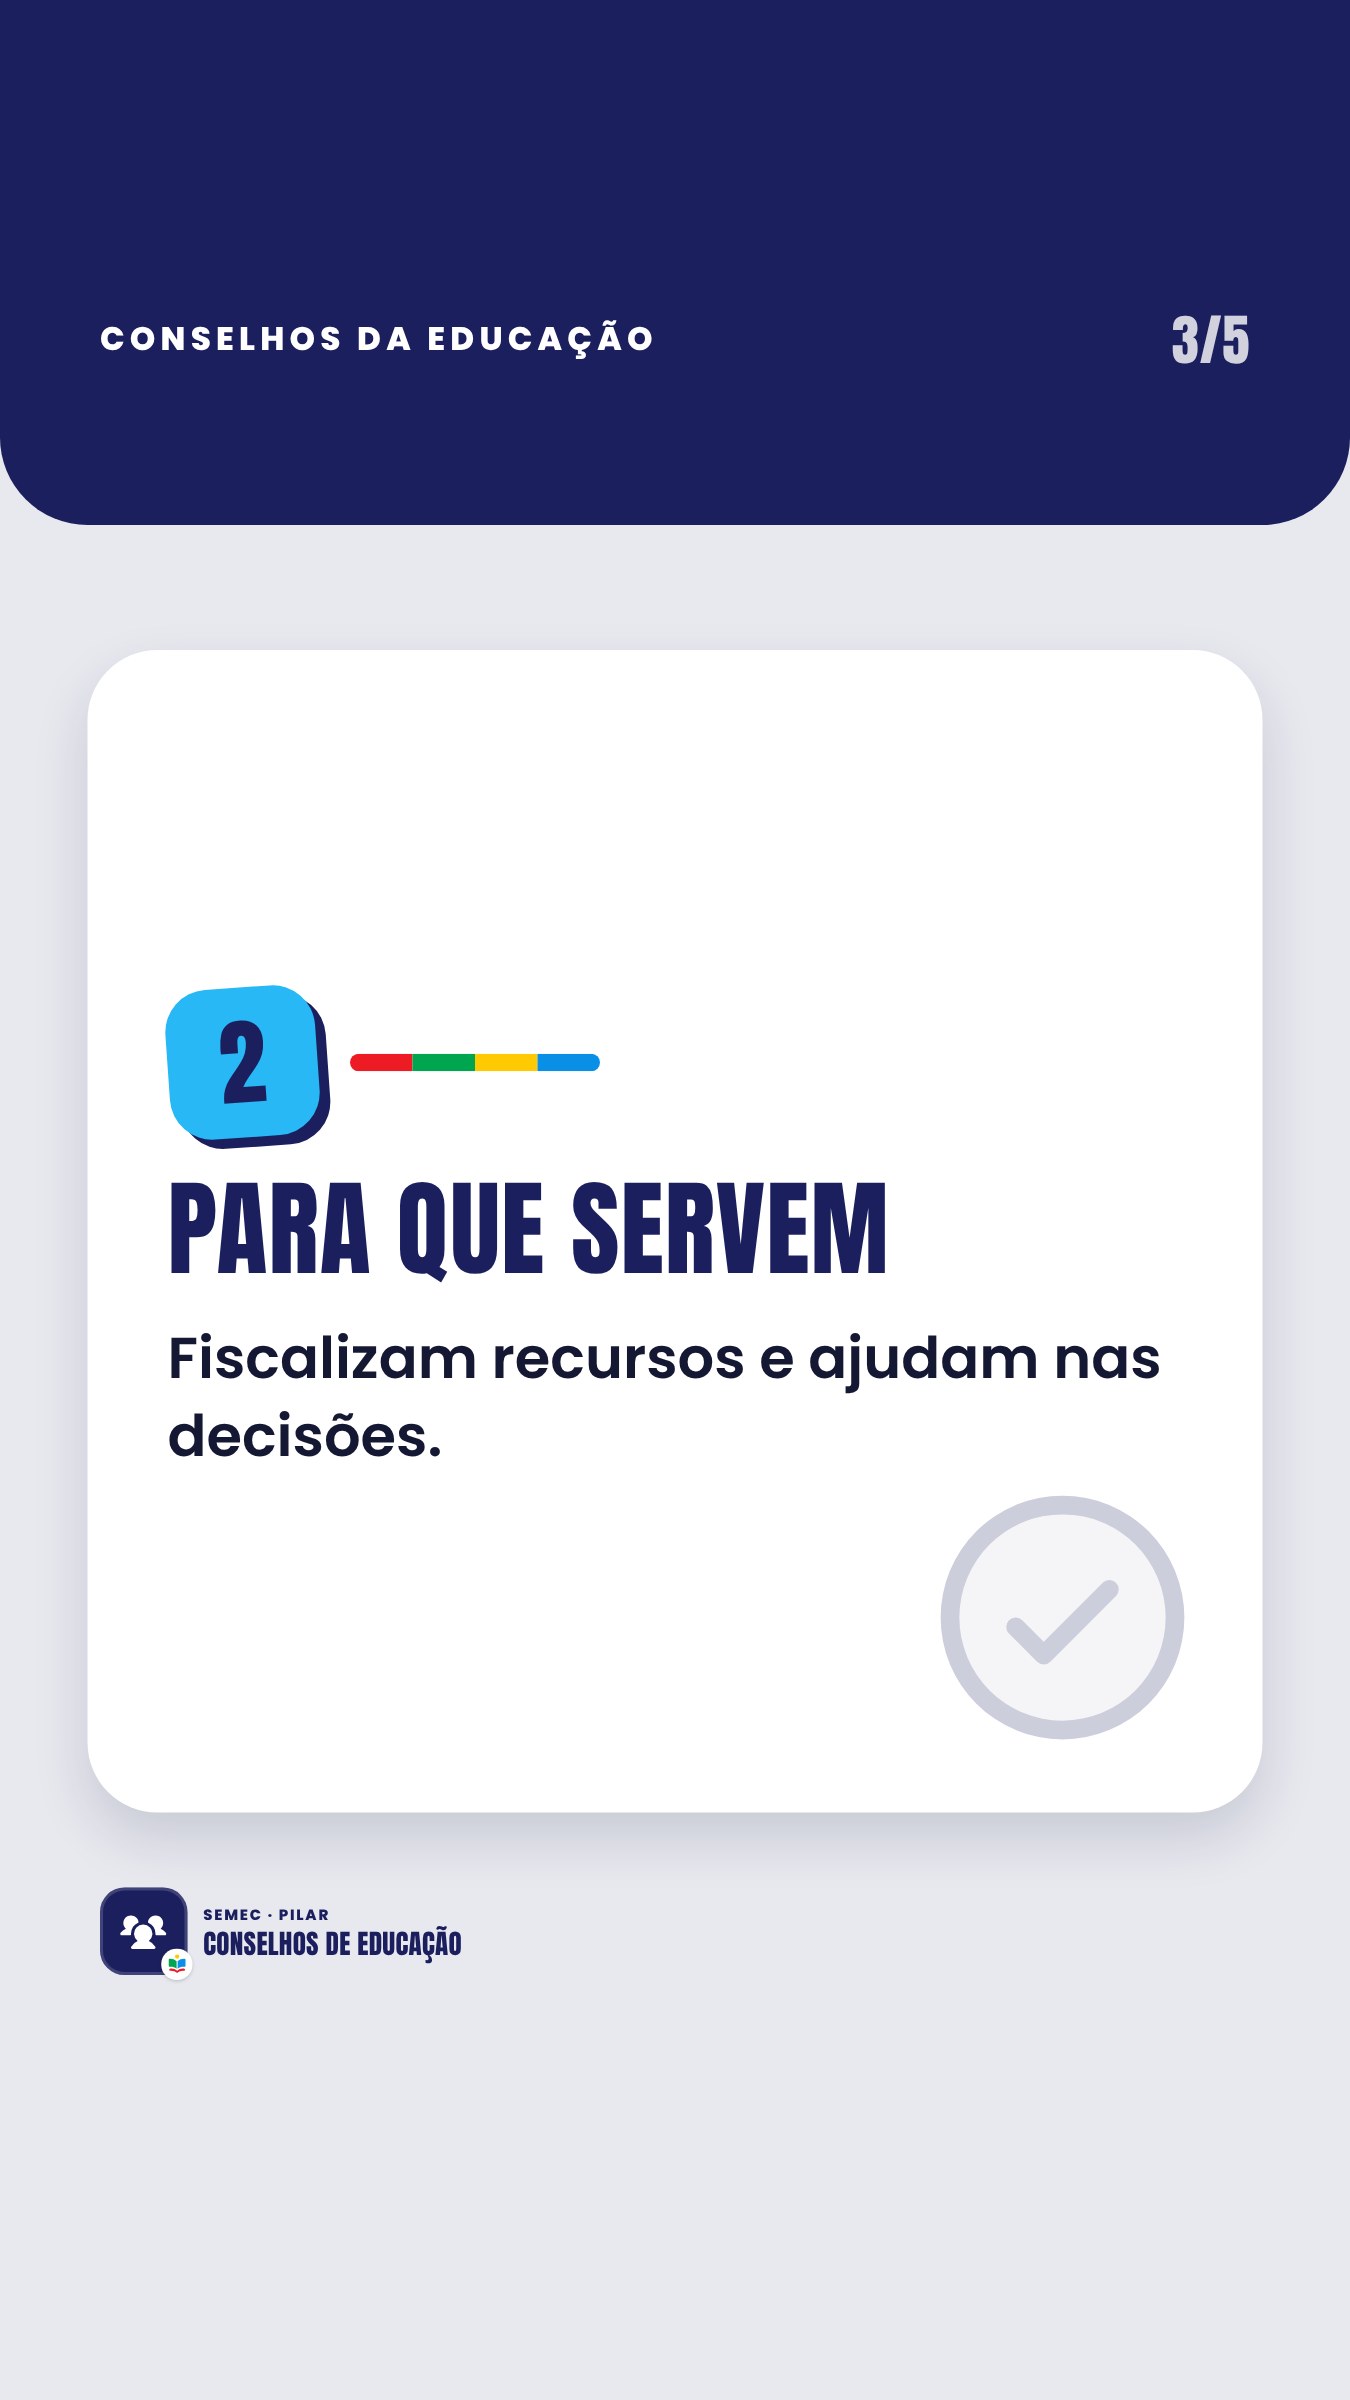 CONSELHOS DA EDUCAÇÃO
3/5
2
PARA QUE SERVEM
Fiscalizam recursos e ajudam nas
decisões.
SEMEC · PILAR
CONSELHOS DE EDUCAÇÃO